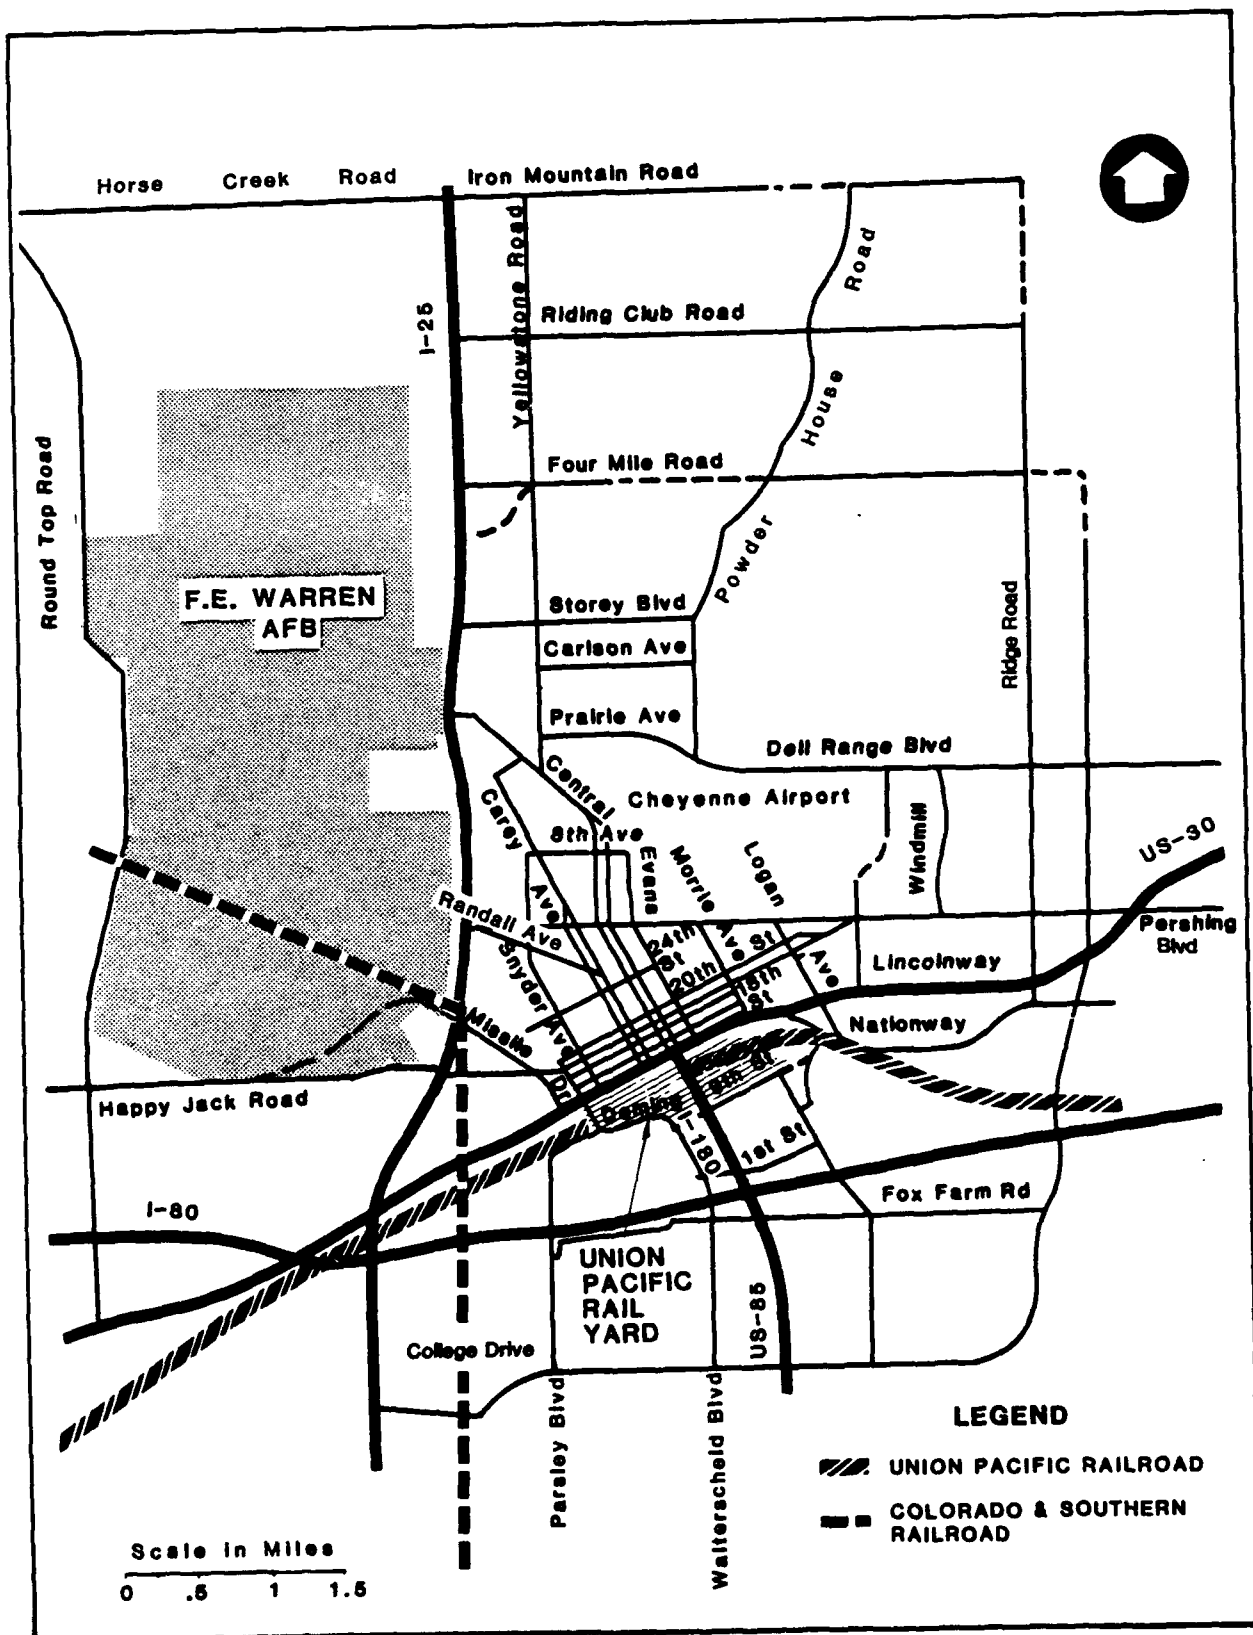 Horse Creek Road
Iron Mountain Road
Yellowstone Road
Road
I-25
Riding Club Road
House
Round Top Road
Four Mile Road
Powder
F.E. WARREN
AFB
Storey Blvd
Ridge Road
Carlson Ave
Prairie Ave
Dell Range Blvd
Central
Cheyenne Airport
Carey
Ave
8th Ave
Evans
Morrie
Ave
Logan
Ave
Windmill
US-30
Randall Ave
Pershing
Blvd
24th
St
St
20th
18th
St
Lincolnway
Snyder Ave
Missile
Dr
Nationway
9th St
Deming
Happy Jack Road
I-180
1st St
I-80
Fox Farm Rd
UNION
PACIFIC
RAIL
YARD
US-85
College Drive
Parsley Blvd
Walterscheid Blvd
LEGEND
UNION PACIFIC RAILROAD
COLORADO & SOUTHERN
RAILROAD
Scale in Miles
0 .5 1 1.5